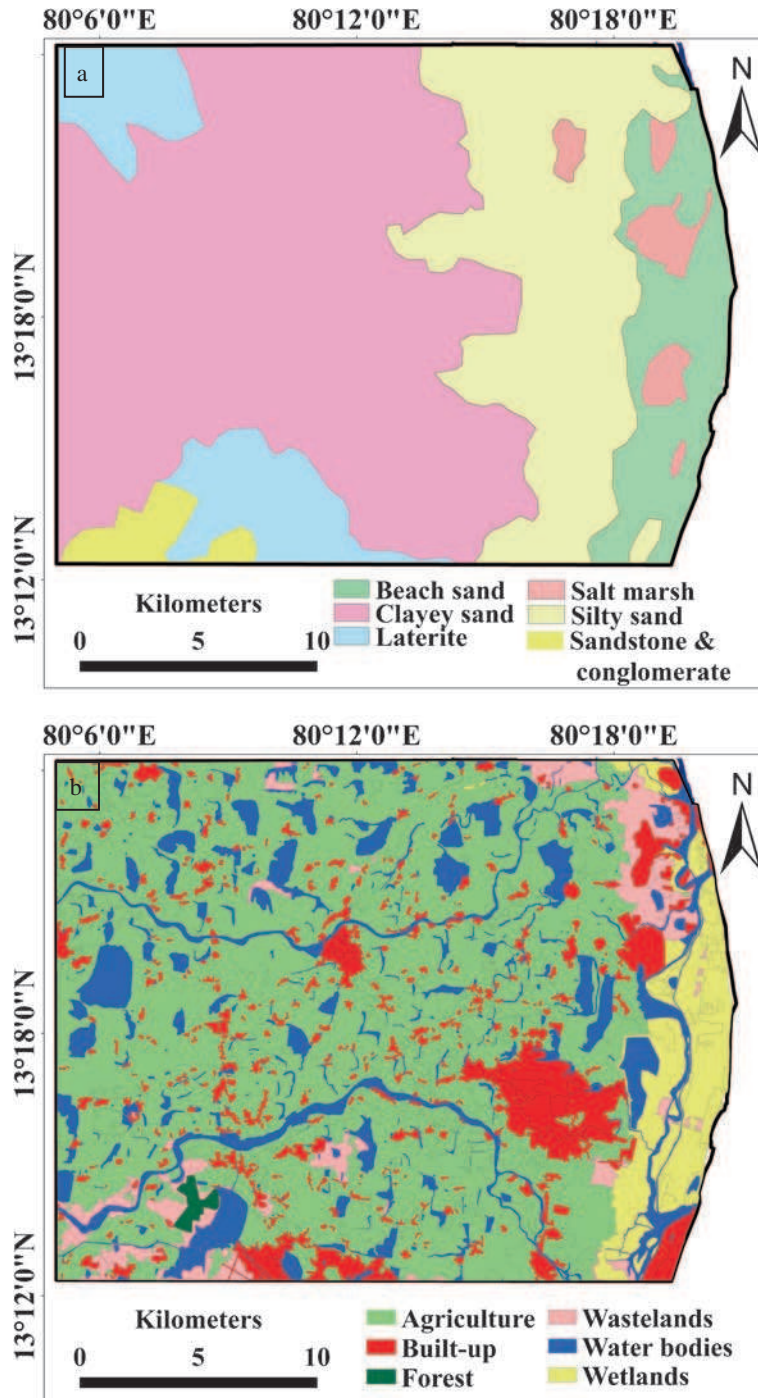 80°6'0"E 80°12'0"E 80°18'0"E
a
N
13°18'0"N
13°12'0"N
Kilometers
0 5 10
Beach sand
Clayey sand
Laterite
Salt marsh
Silty sand
Sandstone &
conglomerate
80°6'0"E 80°12'0"E 80°18'0"E
b
N
13°18'0"N
13°12'0"N
Kilometers
0 5 10
Agriculture
Built-up
Forest
Wastelands
Water bodies
Wetlands